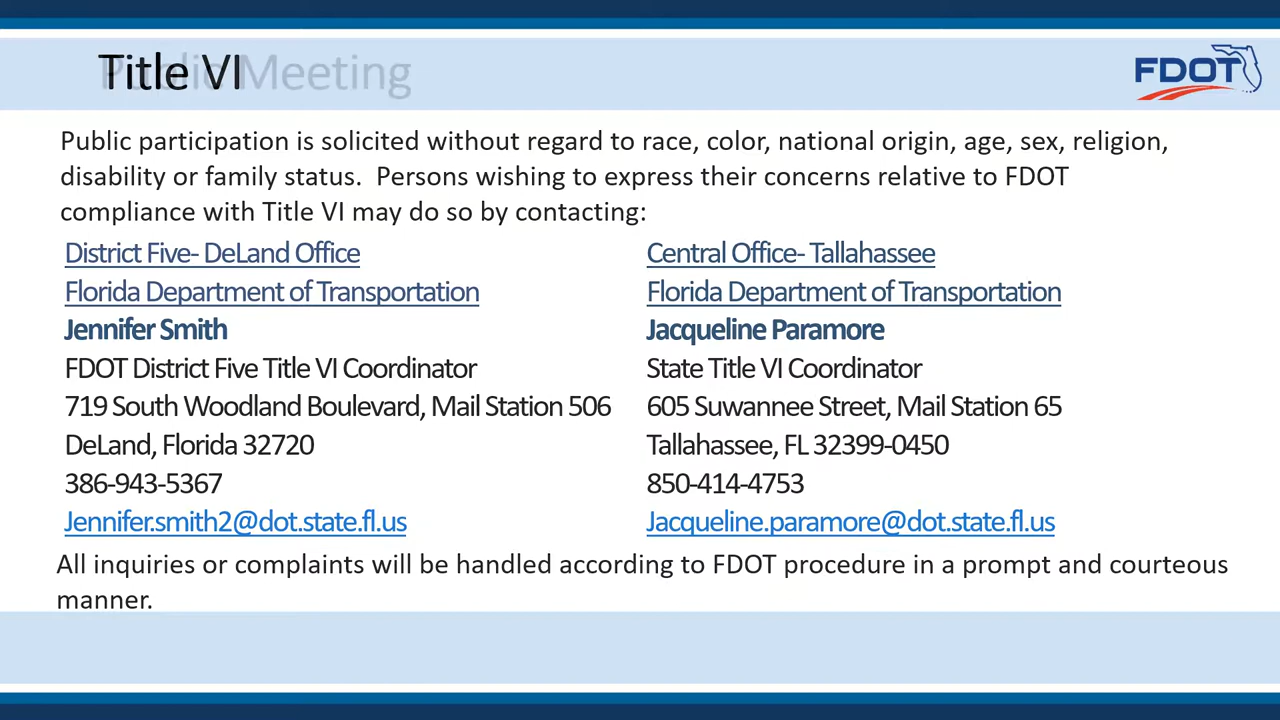 Title VI
Public Meeting
FDOT
Public participation is solicited without regard to race, color, national origin, age, sex, religion,
disability or family status.  Persons wishing to express their concerns relative to FDOT
compliance with Title VI may do so by contacting:
District Five- DeLand Office
Florida Department of Transportation
Jennifer Smith
FDOT District Five Title VI Coordinator
719 South Woodland Boulevard, Mail Station 506
DeLand, Florida 32720
386-943-5367
Jennifer.smith2@dot.state.fl.us
Central Office- Tallahassee
Florida Department of Transportation
Jacqueline Paramore
State Title VI Coordinator
605 Suwannee Street, Mail Station 65
Tallahassee, FL 32399-0450
850-414-4753
Jacqueline.paramore@dot.state.fl.us
All inquiries or complaints will be handled according to FDOT procedure in a prompt and courteous
manner.